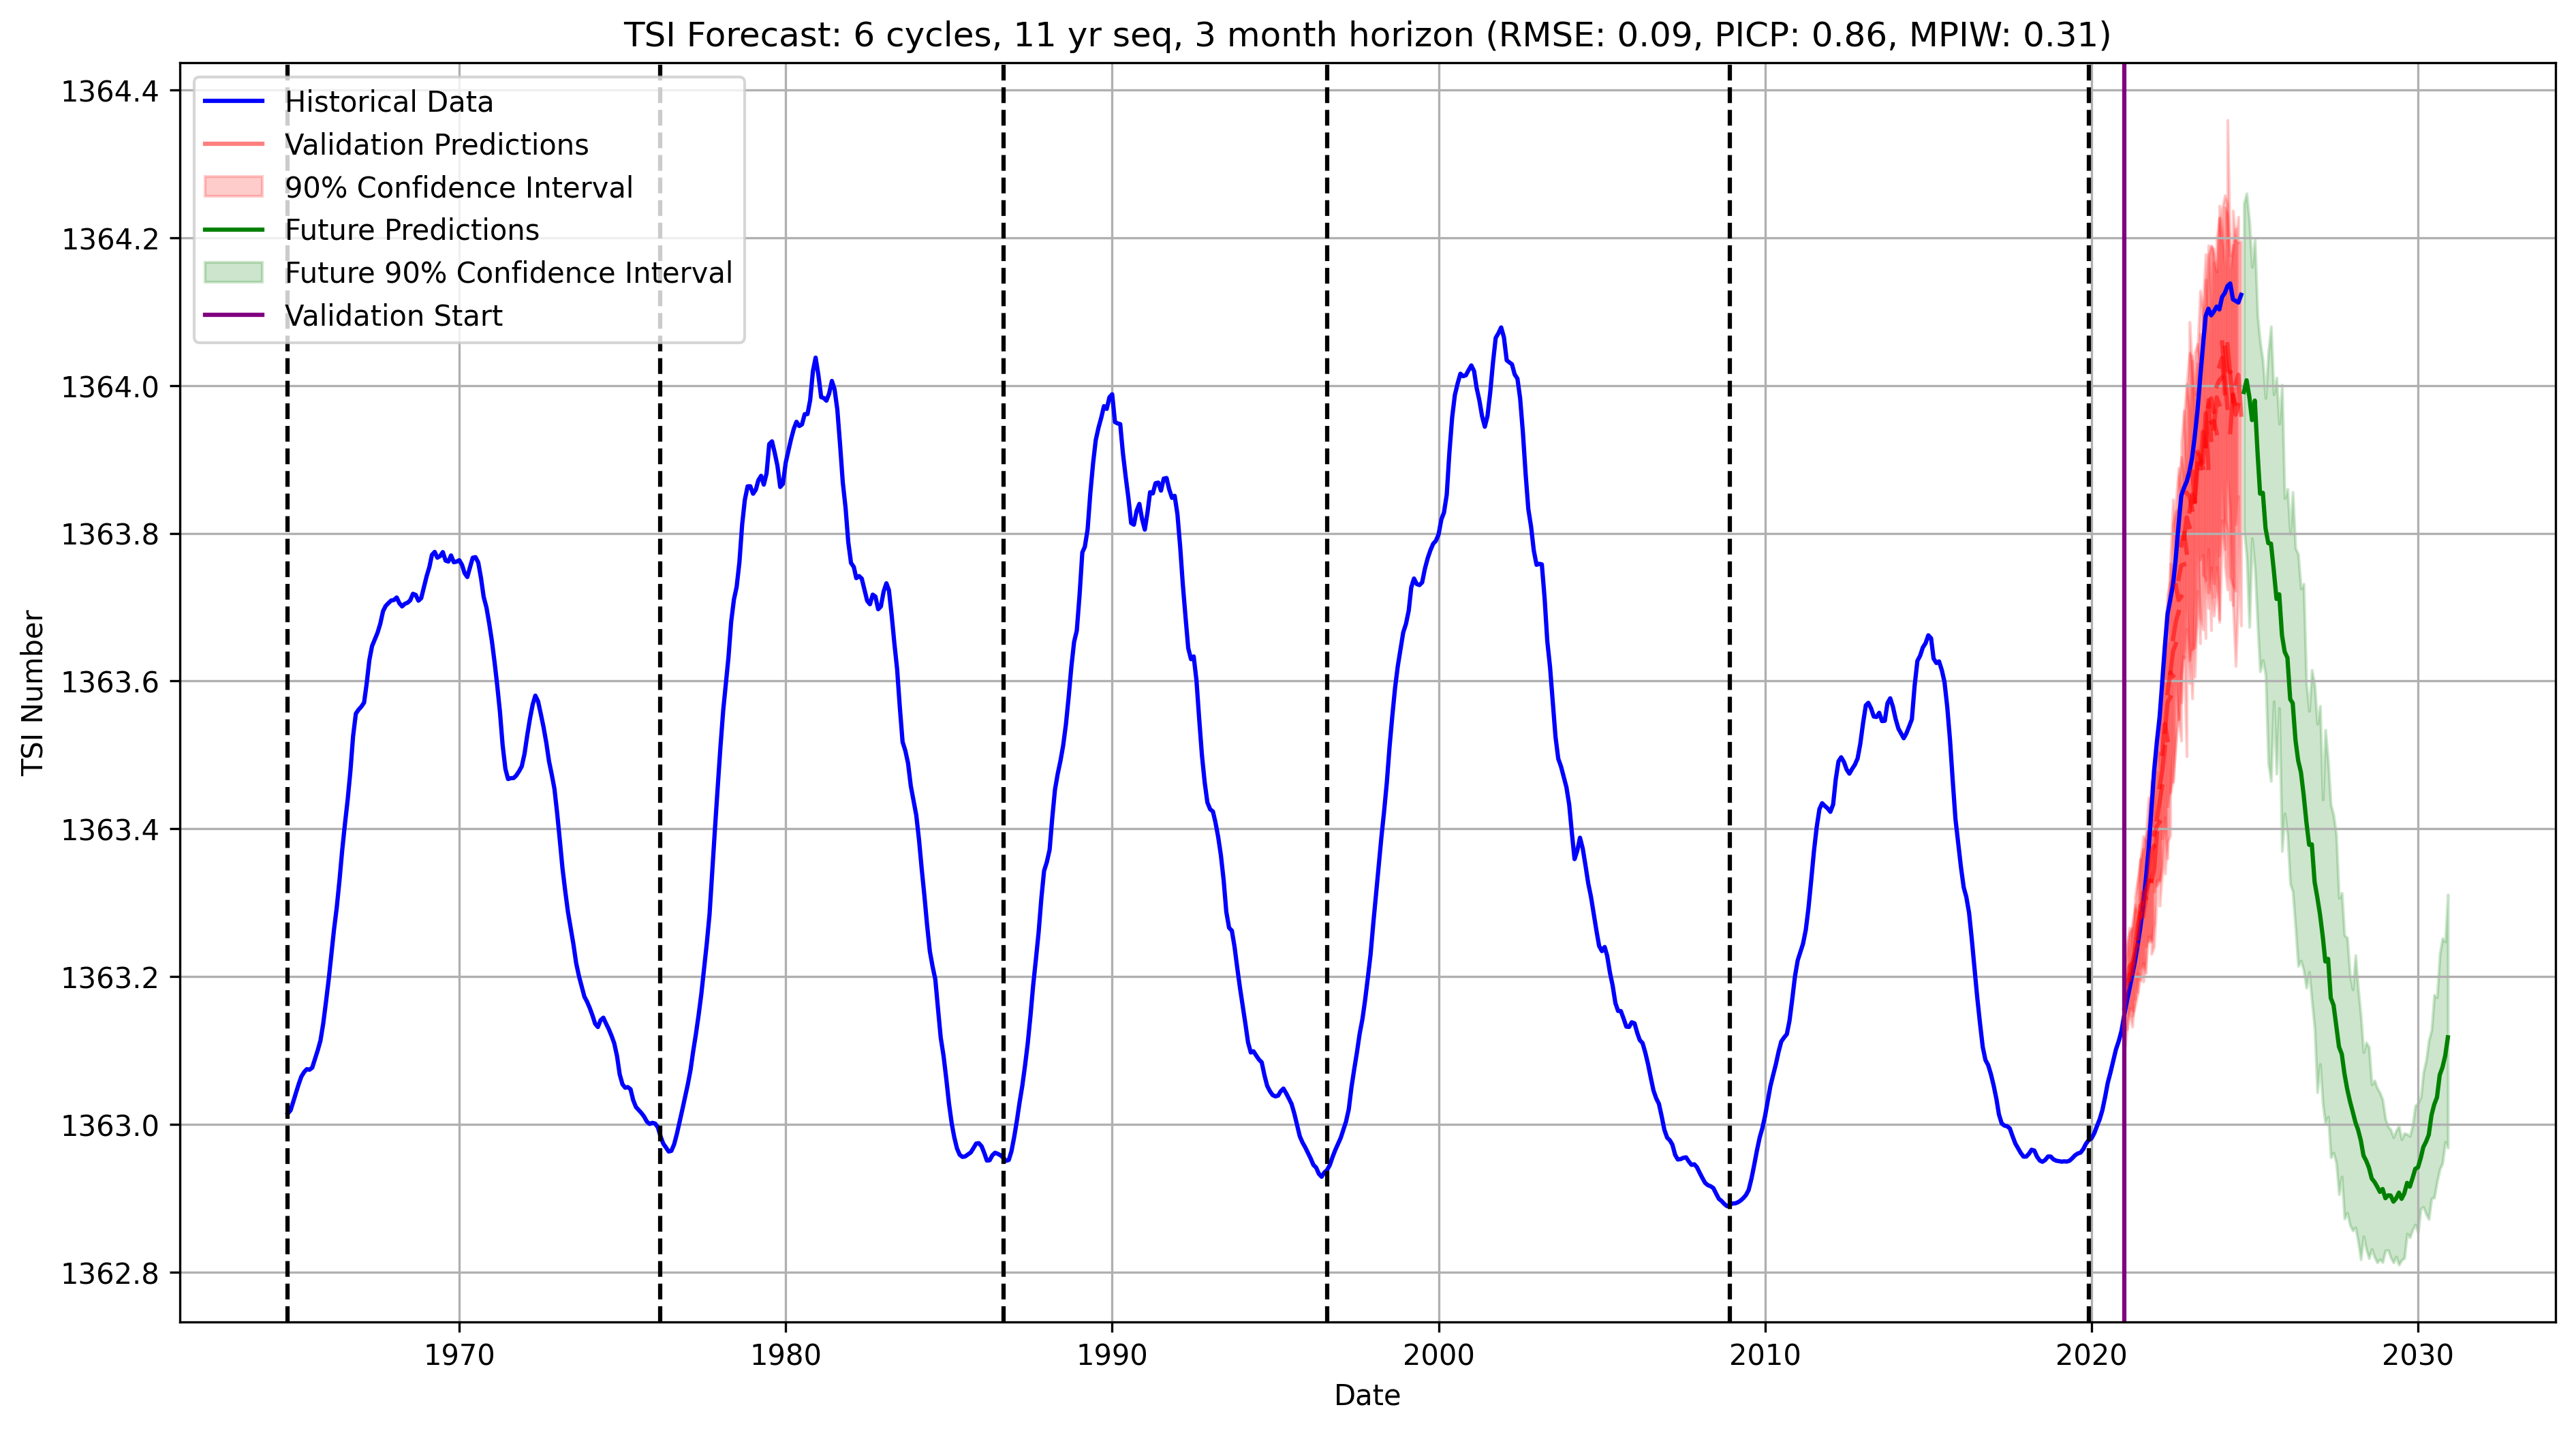 TSI Forecast: 6 cycles, 11 yr seq, 3 month horizon (RMSE: 0.09, PICP: 0.86, MPIW: 0.31)
Historical Data
Validation Predictions
90% Confidence Interval
Future Predictions
Future 90% Confidence Interval
Validation Start
TSI Number
1364.4
1364.2
1364.0
1363.8
1363.6
1363.4
1363.2
1363.0
1362.8
1970 1980 1990 2000 2010 2020 2030
Date